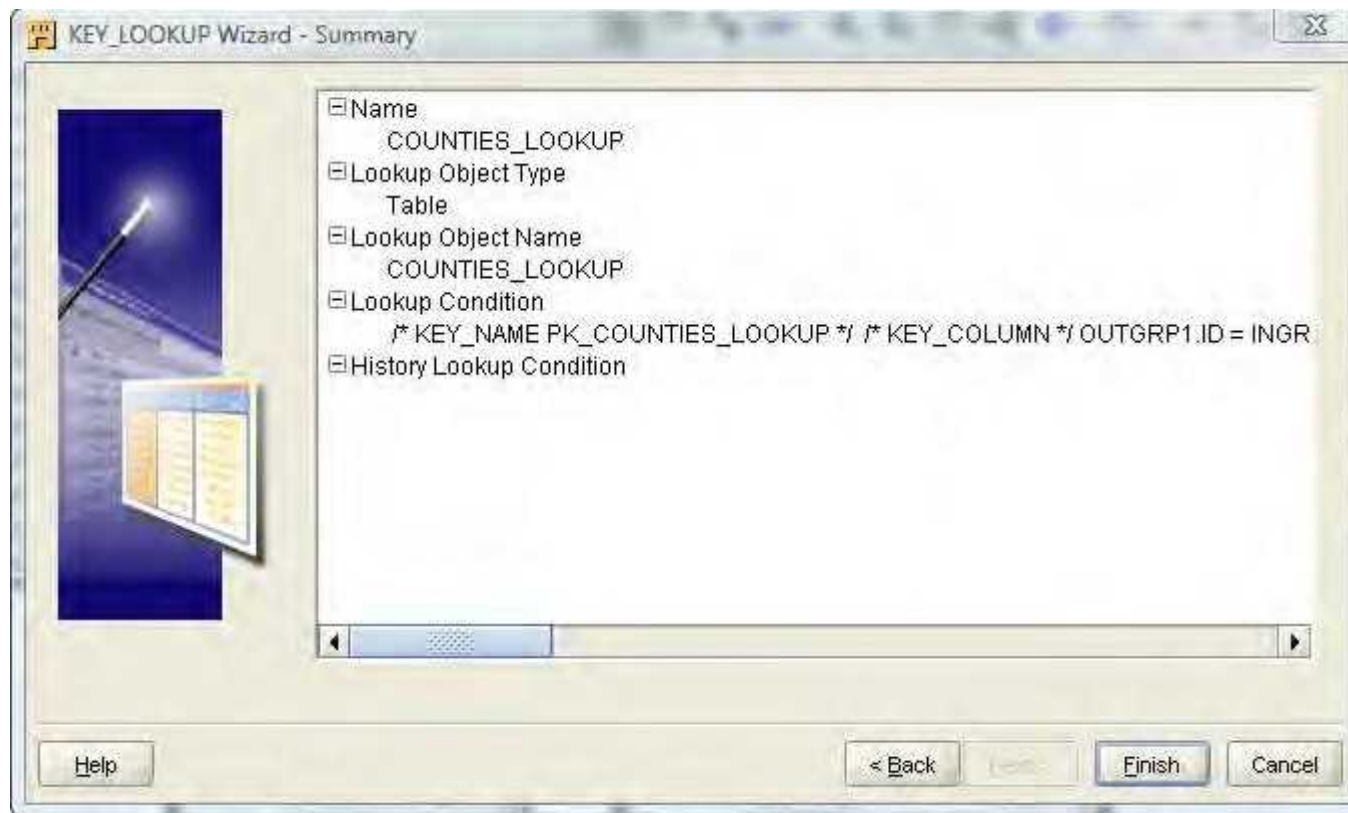 KEY_LOOKUP Wizard - Summary
Name
COUNTIES_LOOKUP
Lookup Object Type
Table
Lookup Object Name
COUNTIES_LOOKUP
Lookup Condition
/* KEY_NAME PK_COUNTIES_LOOKUP */ /* KEY_COLUMN */ OUTGRP1.ID = INGR
History Lookup Condition
Help
< Back
Finish
Cancel